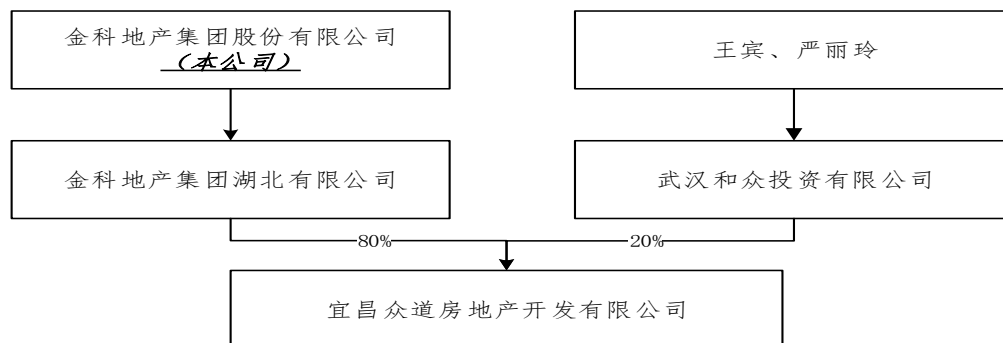 金科地产集团股份有限公司
（本公司）
王宾、严丽玲
金科地产集团湖北有限公司
武汉和众投资有限公司
80%
20%
宜昌众道房地产开发有限公司